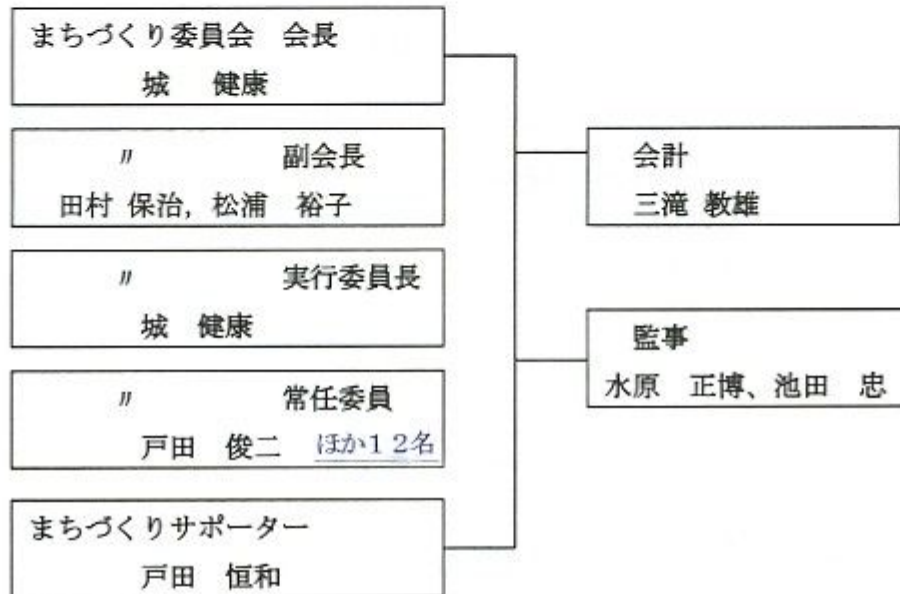 まちづくり委員会　会長
城　健康
〃　副会長
田村 保治，松浦　裕子
〃　実行委員長
城　健康
〃　常任委員
戸田　俊二　ほか１２名
まちづくりサポーター
戸田　恒和
会計
三滝 教雄
監事
水原　正博、池田　忠